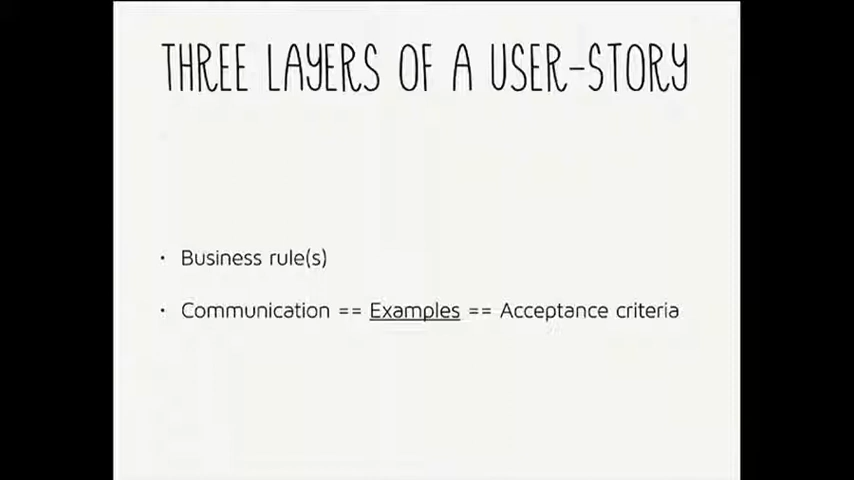 THREE LAYERS OF A USER-STORY
• Business rule(s)
• Communication == Examples == Acceptance criteria